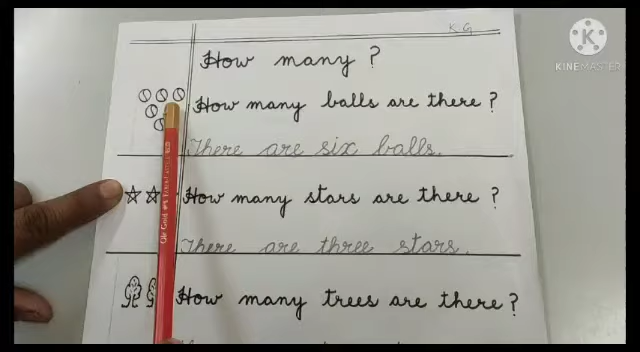 K.G
How many ?
How many balls are there ?
There are six balls.
How many stars are there ?
There are three stars.
How many trees are there ?
KINEMASTER